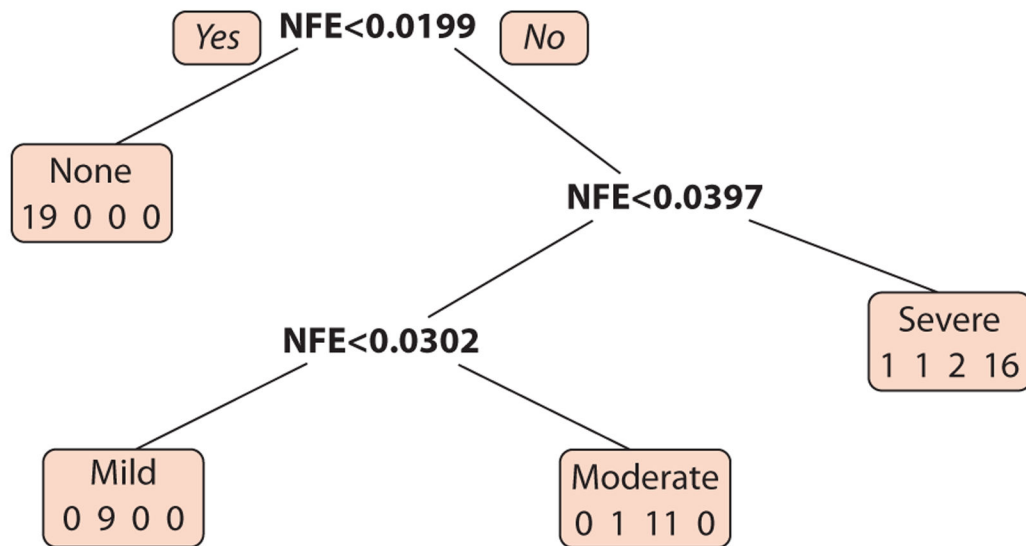 Yes NFE<0.0199 No
None
19 0 0 0
NFE<0.0397
Severe
1 1 2 16
NFE<0.0302
Mild
0 9 0 0
Moderate
0 1 11 0